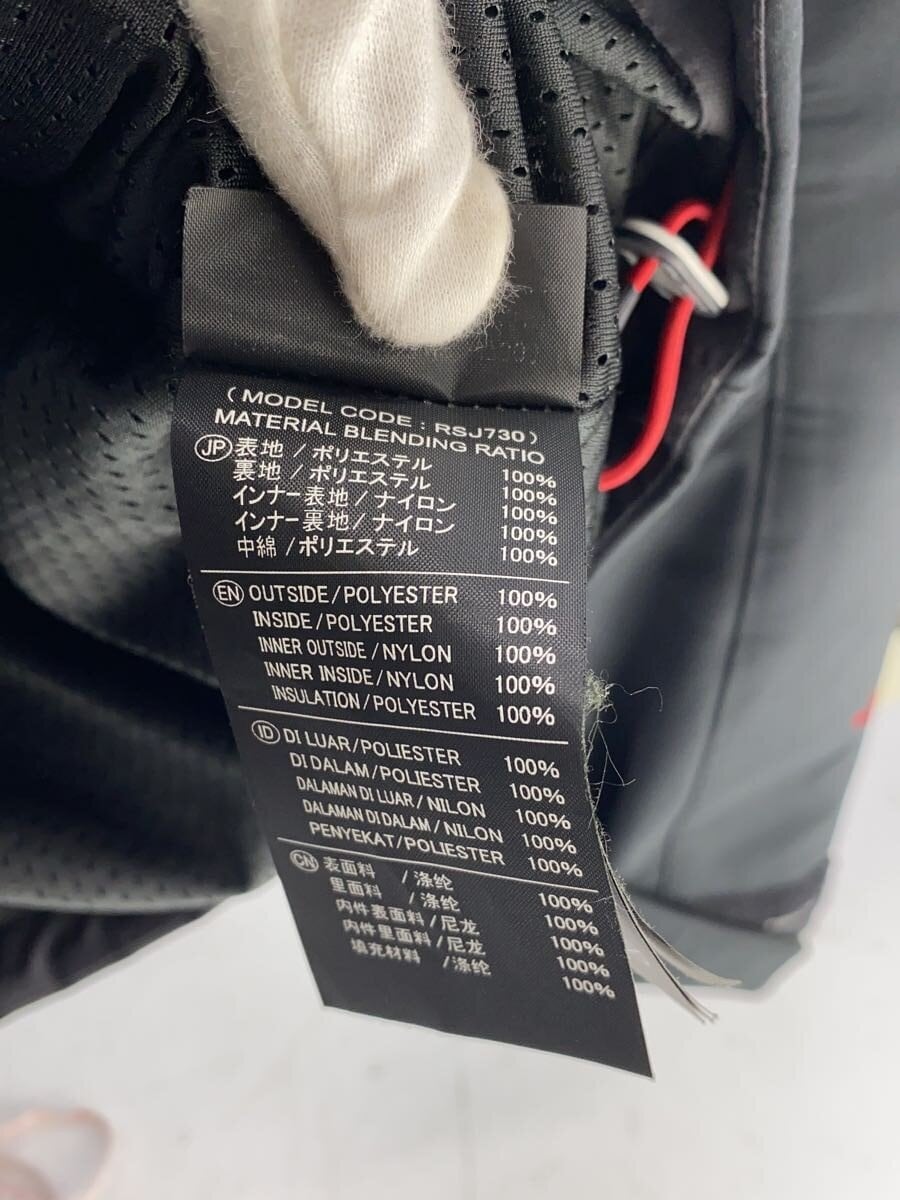 ( MODEL CODE : RSJ730 )
MATERIAL BLENDING RATIO
JP 表地 / ポリエステル 100%
裏地 / ポリエステル 100%
インナー表地 / ナイロン 100%
インナー裏地 / ナイロン 100%
中綿 / ポリエステル 100%
EN OUTSIDE/POLYESTER 100%
INSIDE/POLYESTER 100%
INNER OUTSIDE/NYLON 100%
INNER INSIDE/NYLON 100%
INSULATION/POLYESTER 100%
ID DI LUAR/POLIESTER 100%
DI DALAM/POLIESTER 100%
DALAMAN DI LUAR/NILON 100%
DALAMAN DI DALAM/NILON 100%
PENYEKAT/POLIESTER 100%
CN 表面料 /涤纶 100%
里面料 /涤纶 100%
内件表面料/尼龙 100%
内件里面料/尼龙 100%
填充材料 /涤纶 100%